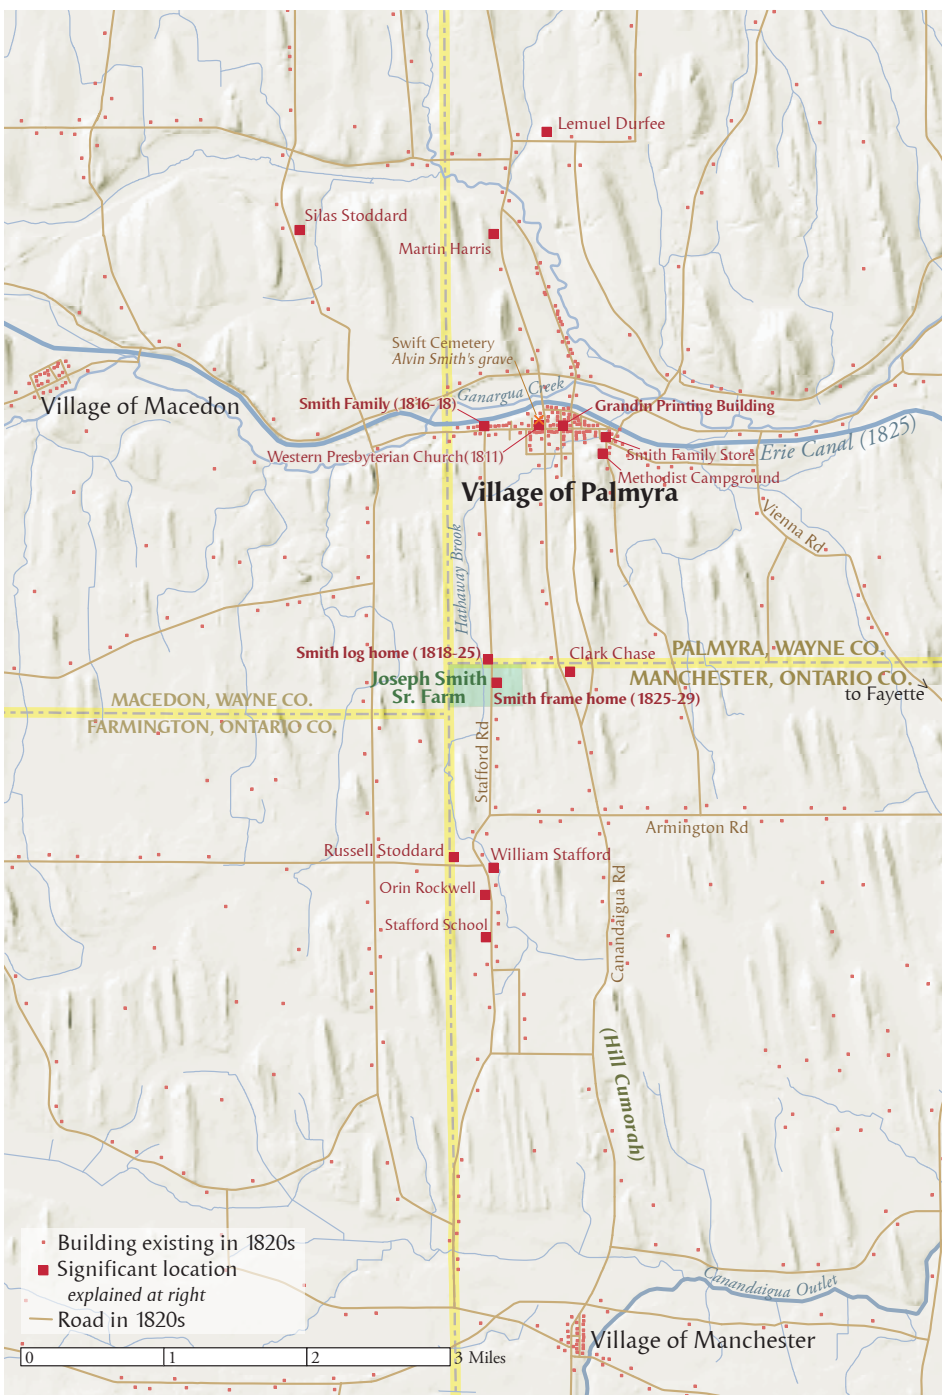 Lemuel Durfee
Silas Stoddard
Martin Harris
Swift Cemetery
Alvin Smith's grave
Ganargua Creek
Village of Macedon
Smith Family (1816-18)
Grandin Printing Building
Erie Canal (1825)
Western Presbyterian Church(1811)
Smith Family Store
Methodist Campground
Village of Palmyra
Vienna Rd
Hathaway Brook
Smith log home (1818-25)
Clark Chase
PALMYRA, WAYNE CO.
MANCHESTER, ONTARIO CO.
to Fayette
Joseph Smith
Sr. Farm
Smith frame home (1825-29)
MACEDON, WAYNE CO.
FARMINGTON, ONTARIO CO.
Stafford Rd
Armington Rd
Russell Stoddard
William Stafford
Orin Rockwell
Canandaigua Rd
Stafford School
(Hill Cumorah)
Building existing in 1820s
Significant location
explained at right
Road in 1820s
Canandaigua Outlet
Village of Manchester
0 1 2 3 Miles